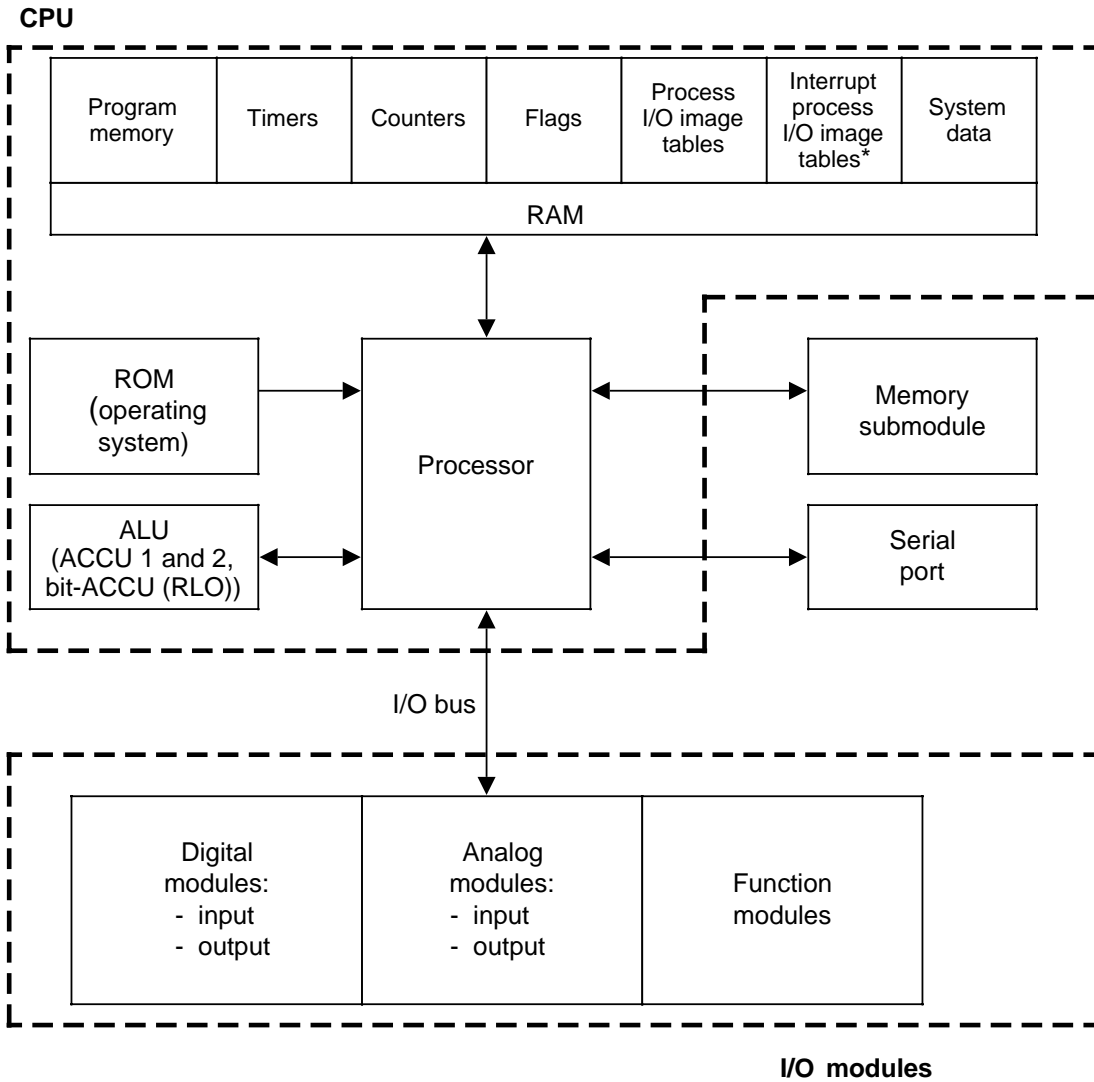 CPU
Program
memory
Timers
Counters
Flags
Process
I/O image
tables
Interrupt
process
I/O image
tables*
System
data
RAM
ROM
(operating
system)
Processor
Memory
submodule
ALU
(ACCU 1 and 2,
bit-ACCU (RLO))
Serial
port
I/O bus
Digital
modules:
- input
- output
Analog
modules:
- input
- output
Function
modules
I/O modules